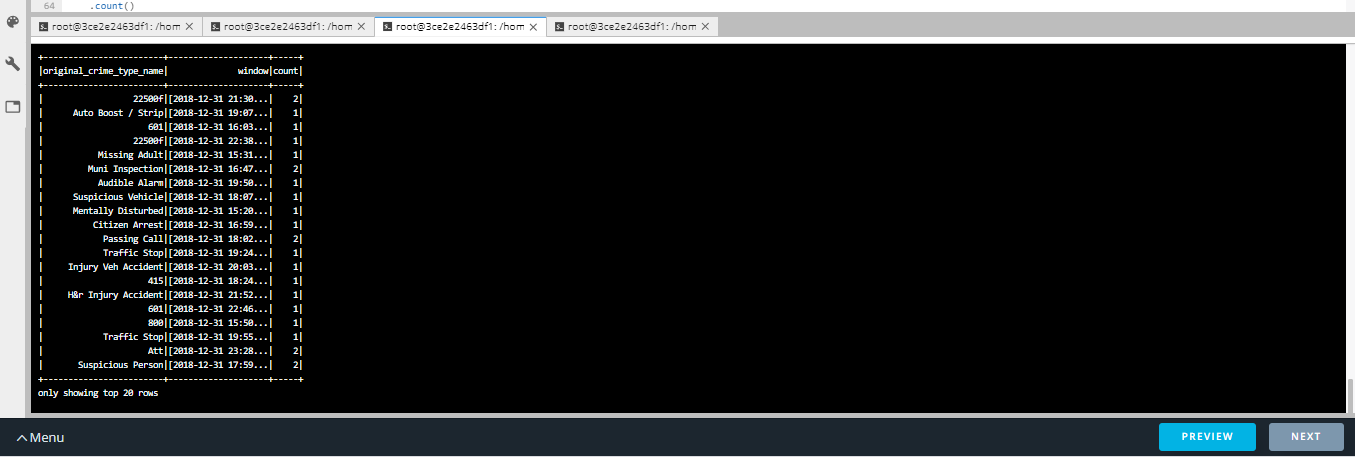 64 .count()
root@3ce2e2463df1: /hom × root@3ce2e2463df1: /hom × root@3ce2e2463df1: /hom × root@3ce2e2463df1: /hom ×
+------------------------+--------------------+-----+
|original_crime_type_name|              window|count|
+------------------------+--------------------+-----+
|                  22500f|[2018-12-31 21:30...|    2|
|      Auto Boost / Strip|[2018-12-31 19:07...|    1|
|                     601|[2018-12-31 16:03...|    1|
|                  22500f|[2018-12-31 22:38...|    1|
|           Missing Adult|[2018-12-31 15:31...|    1|
|         Muni Inspection|[2018-12-31 16:47...|    2|
|           Audible Alarm|[2018-12-31 19:50...|    1|
|      Suspicious Vehicle|[2018-12-31 18:07...|    1|
|      Mentally Disturbed|[2018-12-31 15:20...|    1|
|          Citizen Arrest|[2018-12-31 16:59...|    1|
|            Passing Call|[2018-12-31 18:02...|    2|
|            Traffic Stop|[2018-12-31 19:24...|    1|
|     Injury Veh Accident|[2018-12-31 20:03...|    1|
|                     415|[2018-12-31 18:24...|    1|
|     H&r Injury Accident|[2018-12-31 21:52...|    1|
|                     601|[2018-12-31 22:46...|    1|
|                     800|[2018-12-31 15:50...|    1|
|            Traffic Stop|[2018-12-31 19:55...|    1|
|                     Att|[2018-12-31 23:28...|    2|
|       Suspicious Person|[2018-12-31 17:59...|    2|
+------------------------+--------------------+-----+
only showing top 20 rows
Menu PREVIEW NEXT